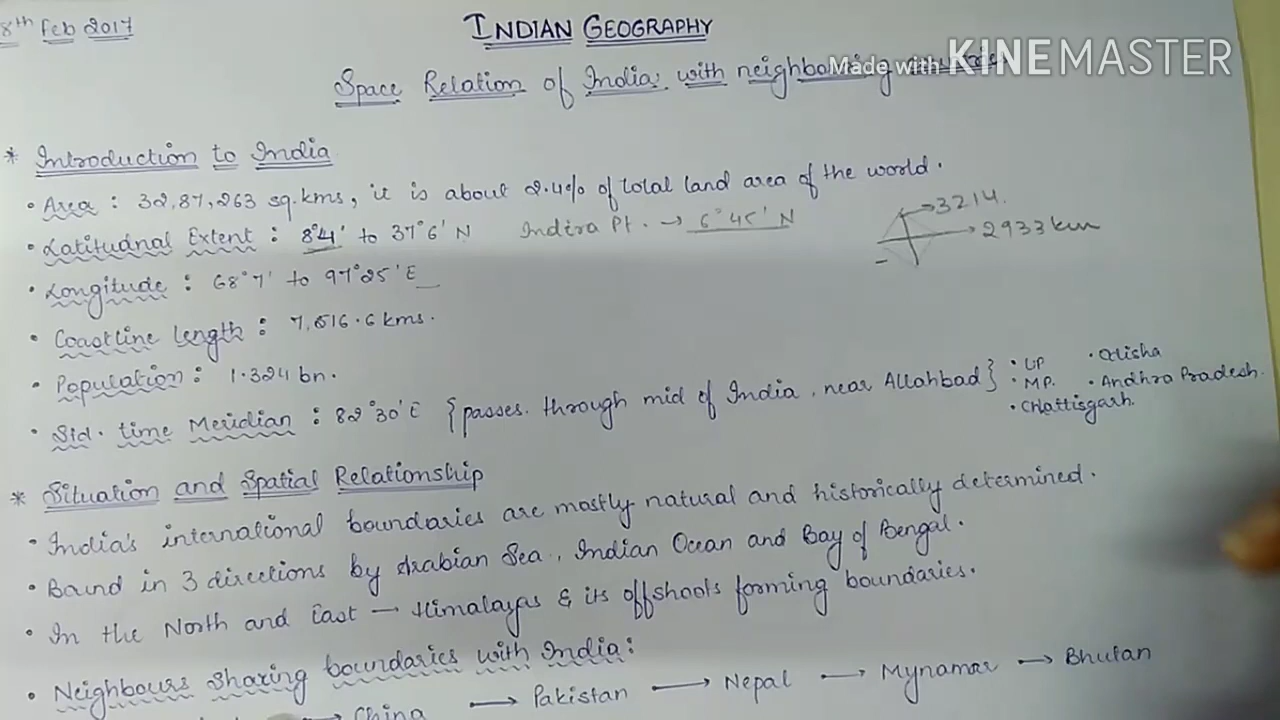 8th Feb 2017
INDIAN GEOGRAPHY
Made with KINEMASTER
Space Relation of India with neighbouring
* Introduction to India
• Area : 32,87,263 sq.kms, it is about 2.4% of total land area of the world.
• Latitudnal Extent : 8°4' to 37°6' N Indira Pt. → 6°45' N
3214
2933 km
• Longitude : 68°7' to 97°25' E
• Coastline length : 7,516.6 kms.
• Population : 1.324 bn.
• Std. time Meridian : 82°30'E {passes through mid of India, near Allahbad}
• UP
• MP.
• Chattisgarh.
• Odisha
• Andhra Pradesh.
* Situation and Spatial Relationship
• India's international boundaries are mostly natural and historically determined.
• Bound in 3 directions by Arabian Sea, Indian Ocean and Bay of Bengal.
• In the North and East — Himalayas & its offshoots forming boundaries.
• Neighbours sharing boundaries with India:
→ China → Pakistan → Nepal → Mynamar → Bhutan